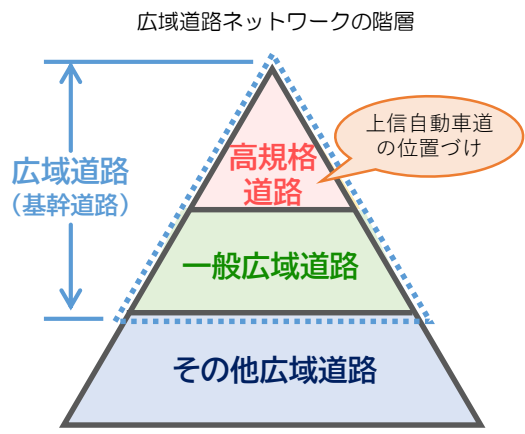 広域道路ネットワークの階層
上信自動車道
の位置づけ
高規格
道路
広域道路
（基幹道路）
一般広域道路
その他広域道路